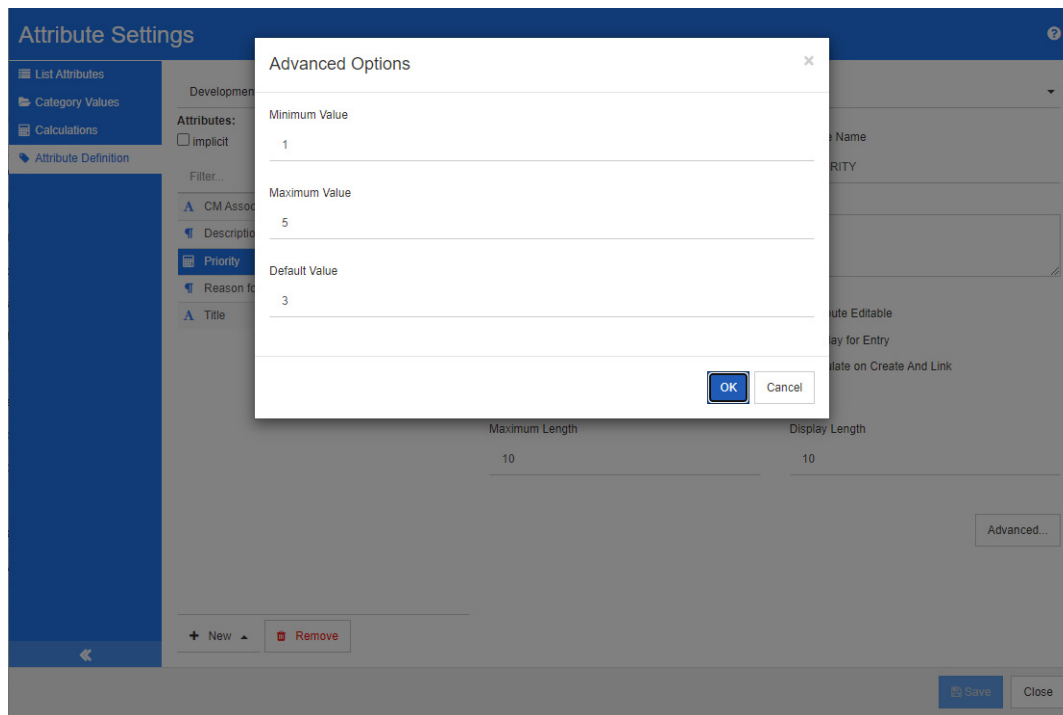 Attribute Settings
List Attributes
Category Values
Calculations
Attribute Definition
Developmen
Attributes:
implicit
Filter...
A CM Assoc
¶ Descriptio
Priority
¶ Reason fo
A Title
+ New
Remove
Advanced Options
×
Minimum Value
1
Maximum Value
5
Default Value
3
OK
Cancel
Name
RITY
ute Editable
lay for Entry
ulate on Create And Link
Maximum Length
10
Display Length
10
Advanced...
Save
Close